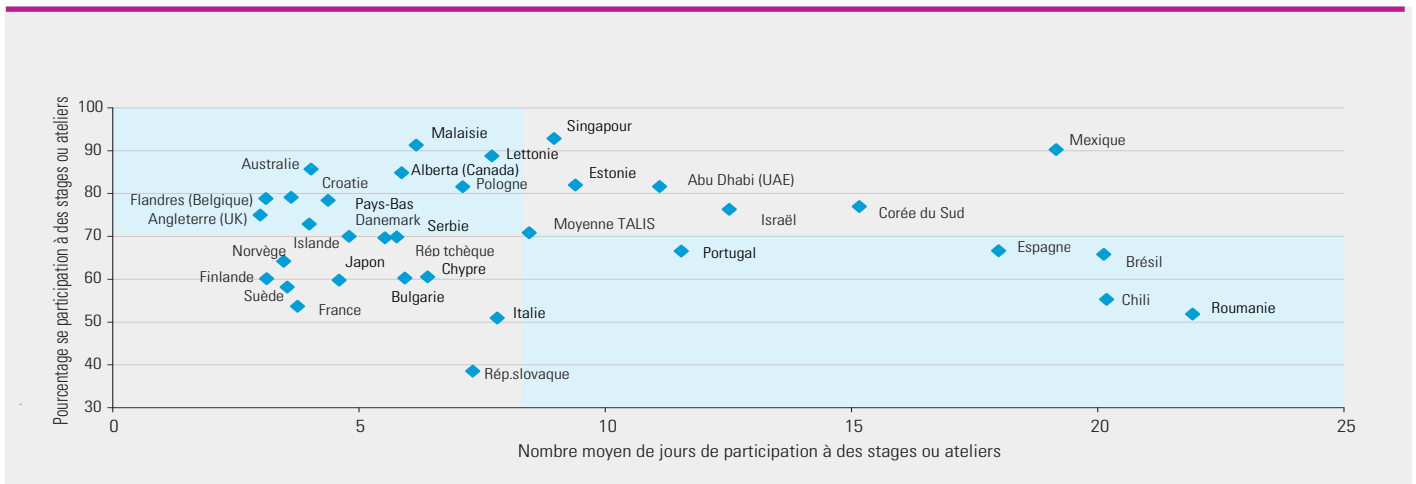 Pourcentage se participation à des stages ou ateliers
100
90
80
70
60
50
40
30
Singapour
Malaisie
Mexique
Lettonie
Australie
Alberta (Canada)
Estonie
Abu Dhabi (UAE)
Pologne
Croatie
Flandres (Belgique)
Pays-Bas
Corée du Sud
Angleterre (UK)
Danemark
Israël
Serbie
Moyenne TALIS
Islande
Norvège
Rép tchèque
Portugal
Espagne
Brésil
Japon
Chypre
Finlande
Suède
Bulgarie
Chili
France
Italie
Roumanie
Rép.slovaque
0
5
10
15
20
25
Nombre moyen de jours de participation à des stages ou ateliers